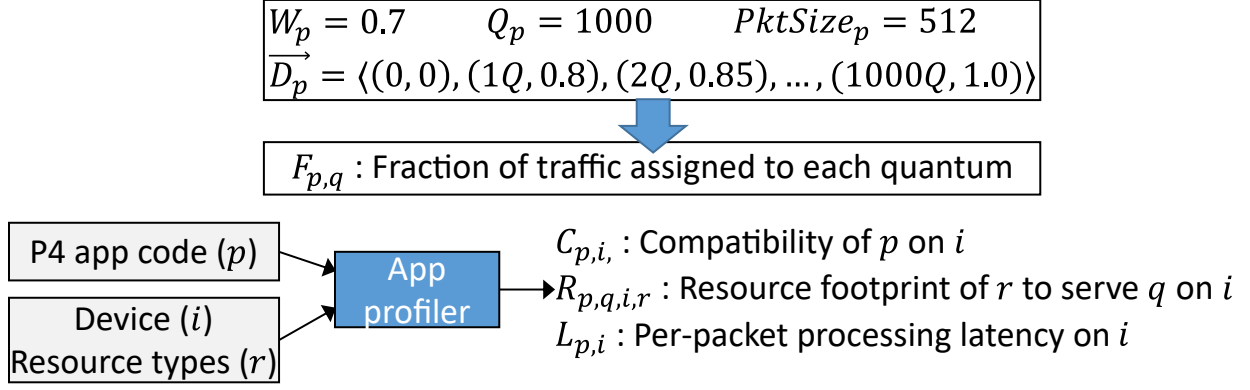 W_p = 0.7 Q_p = 1000 PktSize_p = 512
\overrightarrow{D_p} = ⟨(0, 0), (1Q, 0.8), (2Q, 0.85), … , (1000Q, 1.0)⟩
F_{p,q} : Fraction of traffic assigned to each quantum
P4 app code (p)
Device (i)
Resource types (r)
App
profiler
C_{p,i,} : Compatibility of p on i
R_{p,q,i,r} : Resource footprint of r to serve q on i
L_{p,i} : Per-packet processing latency on i